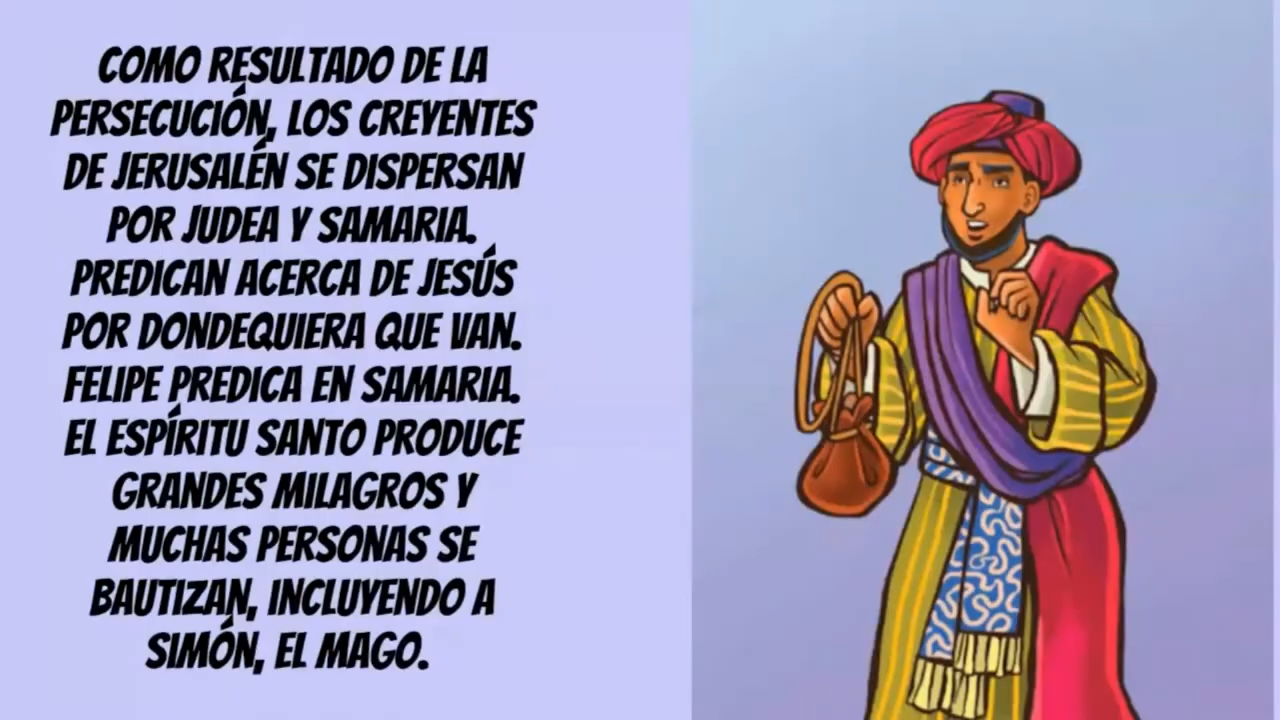 COMO RESULTADO DE LA
PERSECUCIÓN, LOS CREYENTES
DE JERUSALÉN SE DISPERSAN
POR JUDEA Y SAMARIA.
PREDICAN ACERCA DE JESÚS
POR DONDEQUIERA QUE VAN.
FELIPE PREDICA EN SAMARIA.
EL ESPÍRITU SANTO PRODUCE
GRANDES MILAGROS Y
MUCHAS PERSONAS SE
BAUTIZAN, INCLUYENDO A
SIMÓN, EL MAGO.